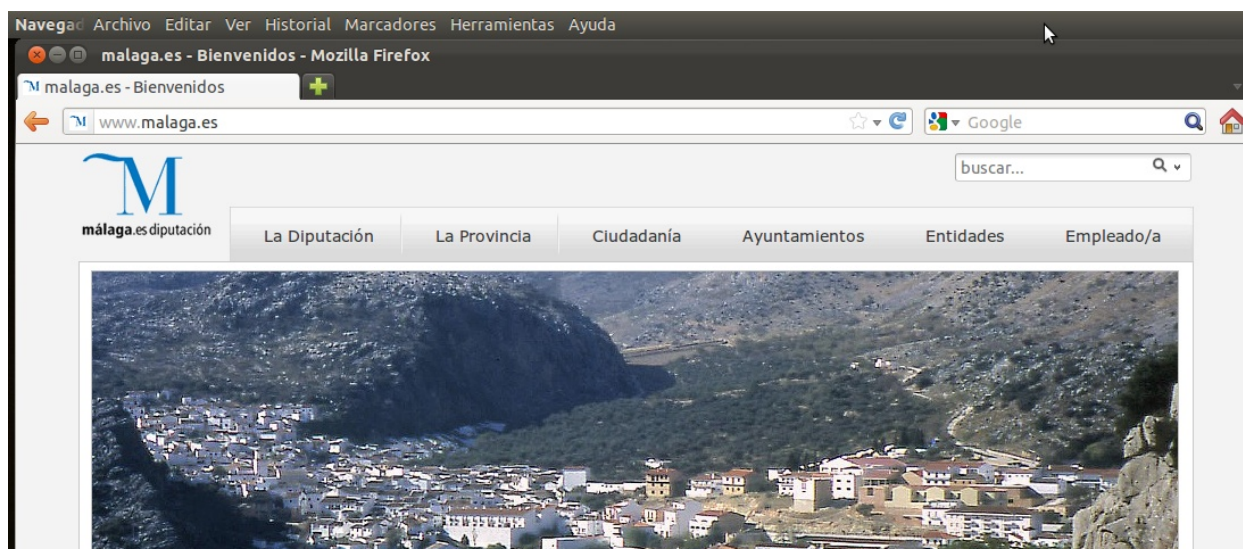 Navegad Archivo Editar Ver Historial Marcadores Herramientas Ayuda
malaga.es - Bienvenidos - Mozilla Firefox
M malaga.es - Bienvenidos
M www.malaga.es Google
M buscar...
málaga.es diputación
La Diputación La Provincia Ciudadanía Ayuntamientos Entidades Empleado/a